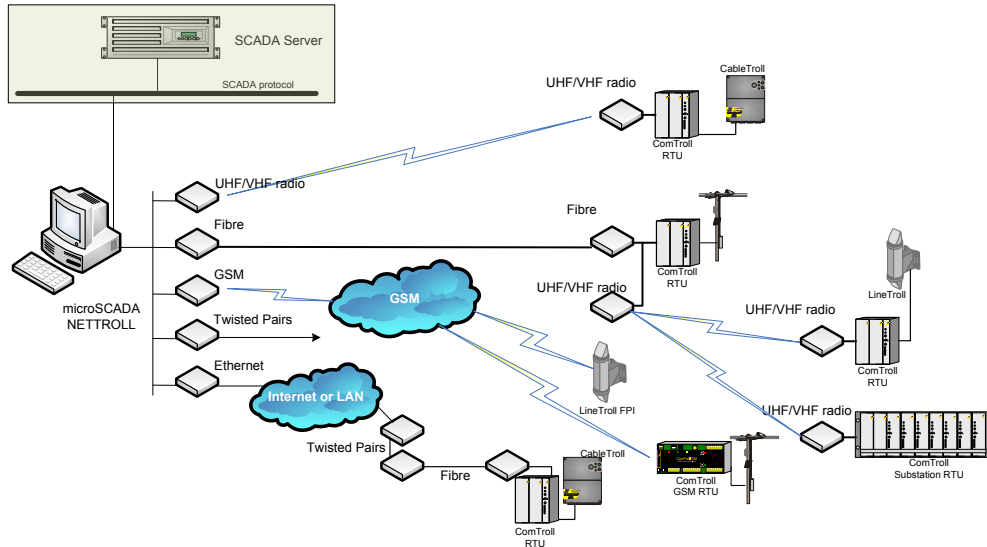 SCADA Server
SCADA protocol
CableTroll
UHF/VHF radio
ComTroll
RTU
UHF/VHF radio
Fibre
Fibre
ComTroll
RTU
LineTroll
GSM
GSM
UHF/VHF radio
microSCADA
NETTROLL
UHF/VHF radio
Twisted Pairs
ComTroll
RTU
Ethernet
Internet or LAN
LineTroll FPI
UHF/VHF radio
Twisted Pairs
CableTroll
Fibre
ComTroll
GSM RTU
ComTroll
Substation RTU
ComTroll
RTU